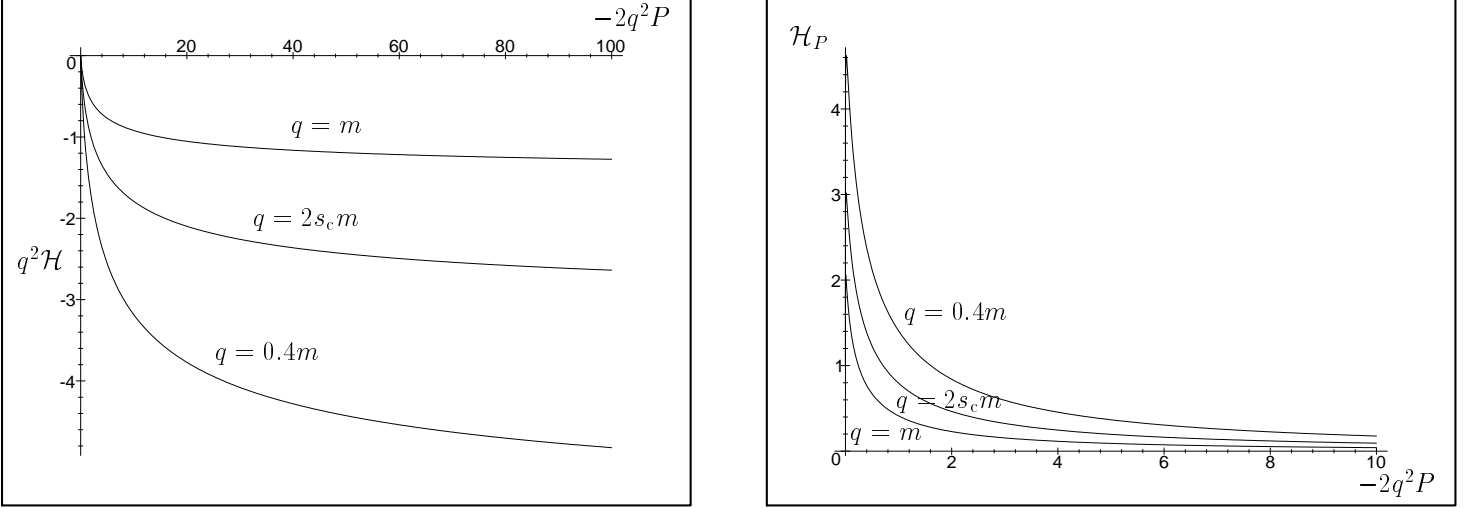 −2q²P
20 40 60 80 100
0
q = m
-1
q = 2s_c m
-2
q²ℋ
-3
q = 0.4m
-4
ℋ_P
4
3
2
q = 0.4m
1
q = 2s_c m
q = m
0 2 4 6 8 10
−2q²P